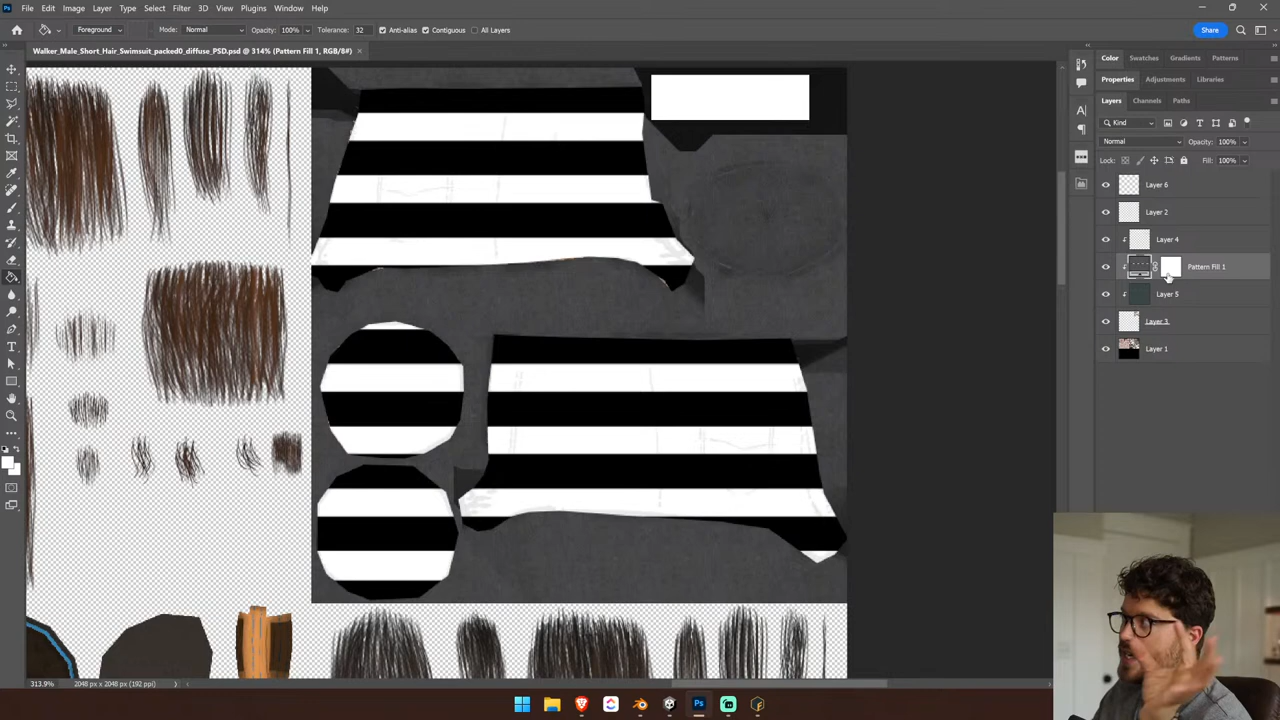 File Edit Image Layer Type Select Filter 3D View Plugins Window Help
Foreground Mode: Normal Opacity: 100% Tolerance: 32 Anti-alias Contiguous All Layers Share
Walker_Male_Short_Hair_Swimsuit_packed0_diffuse_PSD.psd @ 314% (Pattern Fill 1, RGB/8#) ×
Color Swatches Gradients Patterns
Properties Adjustments Libraries
Layers Channels Paths
Kind
Normal Opacity: 100%
Lock: Fill: 100%
Layer 6
Layer 2
Layer 4
Pattern Fill 1
Layer 5
Layer 3
Layer 1
313.9% 2048 px x 2048 px (192 ppi)